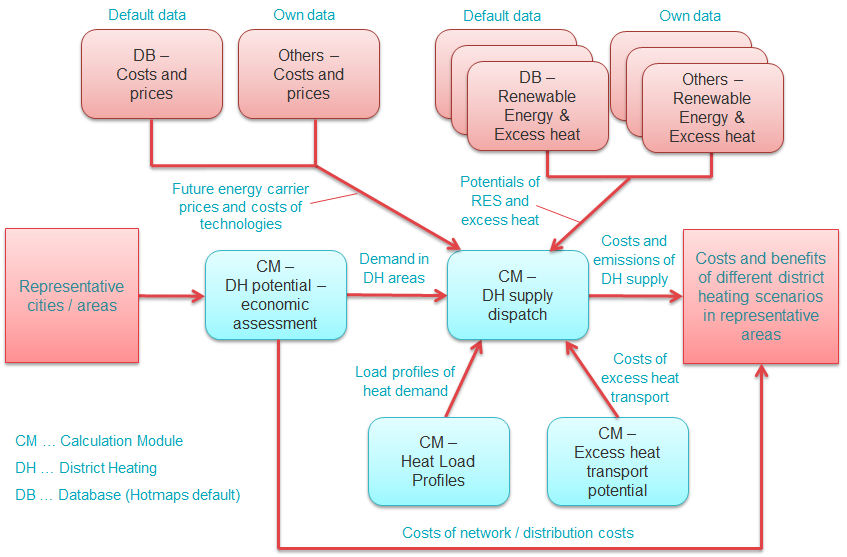 Default data
Own data
Default data
Own data
DB –
Costs and
prices
Others –
Costs and
prices
DB –
Renewable
Energy &
Excess heat
Others –
Renewable
Energy &
Excess heat
Future energy carrier
prices and costs of
technologies
Potentials of
RES and
excess heat
Representative
cities / areas
CM –
DH potential –
economic
assessment
Demand in
DH areas
CM –
DH supply
dispatch
Costs and
emissions of
DH supply
Costs and benefits
of different district
heating scenarios
in representative
areas
Load profiles of
heat demand
Costs of
excess heat
transport
CM –
Heat Load
Profiles
CM –
Excess heat
transport
potential
CM … Calculation Module
DH … District Heating
DB … Database (Hotmaps default)
Costs of network / distribution costs